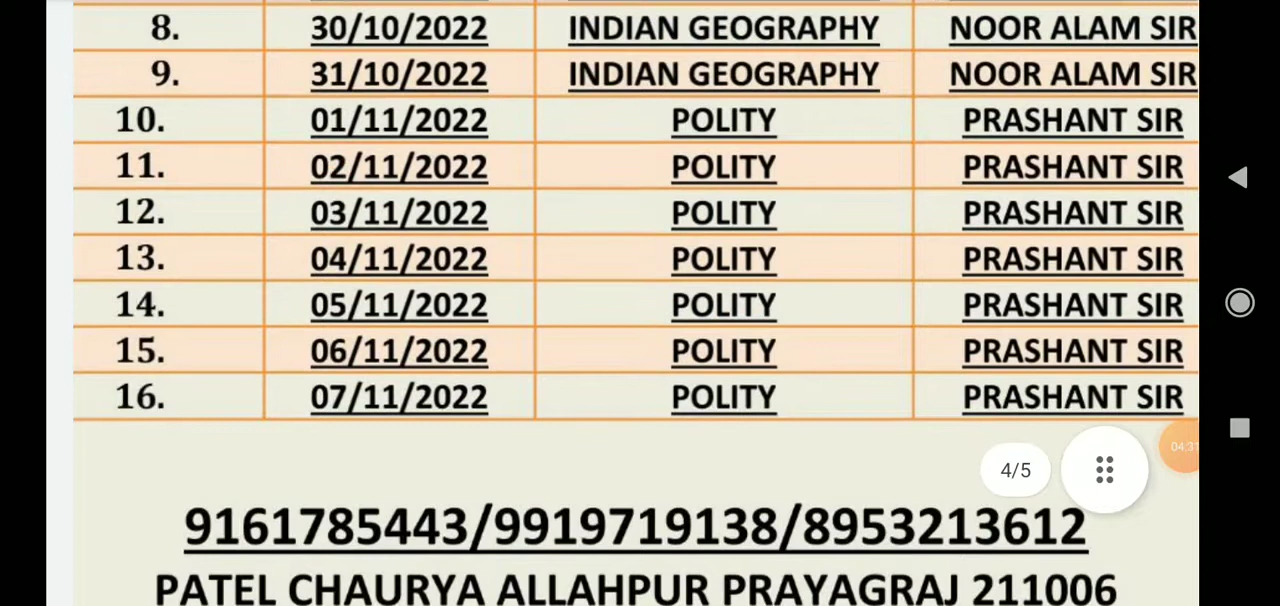 8. 30/10/2022 INDIAN GEOGRAPHY NOOR ALAM SIR
9. 31/10/2022 INDIAN GEOGRAPHY NOOR ALAM SIR
10. 01/11/2022 POLITY PRASHANT SIR
11. 02/11/2022 POLITY PRASHANT SIR
12. 03/11/2022 POLITY PRASHANT SIR
13. 04/11/2022 POLITY PRASHANT SIR
14. 05/11/2022 POLITY PRASHANT SIR
15. 06/11/2022 POLITY PRASHANT SIR
16. 07/11/2022 POLITY PRASHANT SIR
04:31
4/5
9161785443/9919719138/8953213612
PATEL CHAURYA ALLAHPUR PRAYAGRAJ 211006